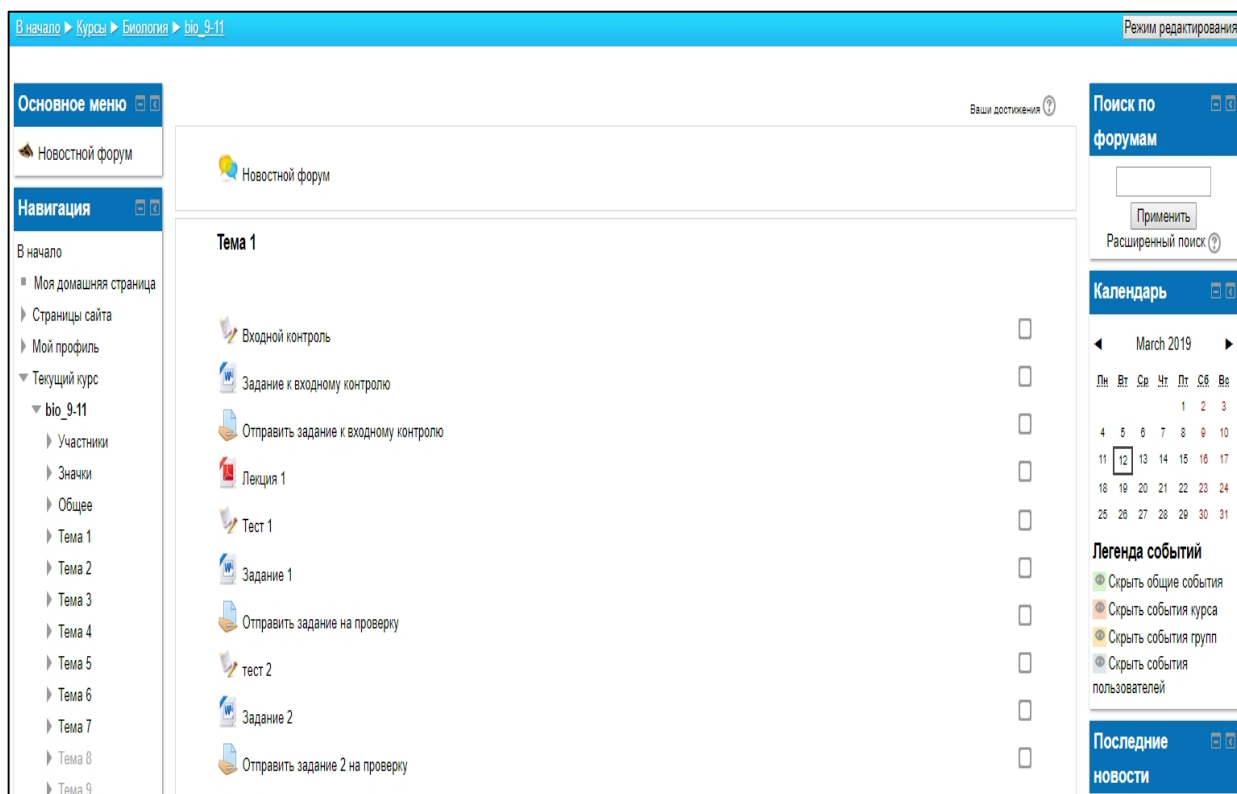 В начало ▶ Курсы ▶ Биология ▶ bio_9-11
Режим редактирования
Основное меню
Новостной форум
Навигация
В начало
Моя домашняя страница
Страницы сайта
Мой профиль
Текущий курс
bio_9-11
Участники
Значки
Общее
Тема 1
Тема 2
Тема 3
Тема 4
Тема 5
Тема 6
Тема 7
Тема 8
Тема 9
Ваши достижения
Новостной форум
Тема 1
Входной контроль
Задание к входному контролю
Отправить задание к входному контролю
Лекция 1
Тест 1
Задание 1
Отправить задание на проверку
тест 2
Задание 2
Отправить задание 2 на проверку
Поиск по
форумам
Применить
Расширенный поиск
Календарь
◀ March 2019 ▶
Пн Вт Ср Чт Пт Сб Вс
1 2 3
4 5 6 7 8 9 10
11 12 13 14 15 16 17
18 19 20 21 22 23 24
25 26 27 28 29 30 31
Легенда событий
Скрыть общие события
Скрыть события курса
Скрыть события групп
Скрыть события
пользователей
Последние
новости